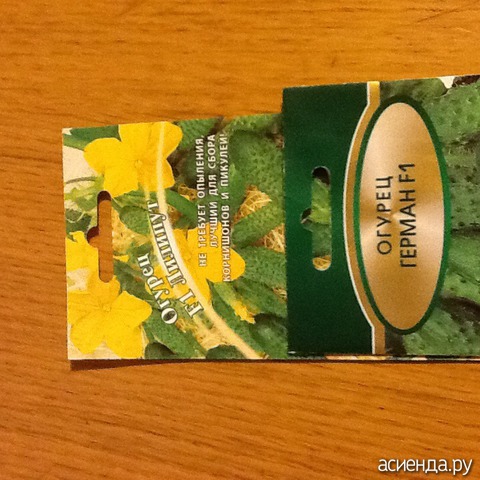 Огурец
F1 Лилипут
НЕ ТРЕБУЕТ ОПЫЛЕНИЯ,
ЛУЧШИЙ ДЛЯ СБОРА
КОРНИШОНОВ И ПИКУЛЕЙ!
ОГУРЕЦ
ГЕРМАН F1
асиенда.ру